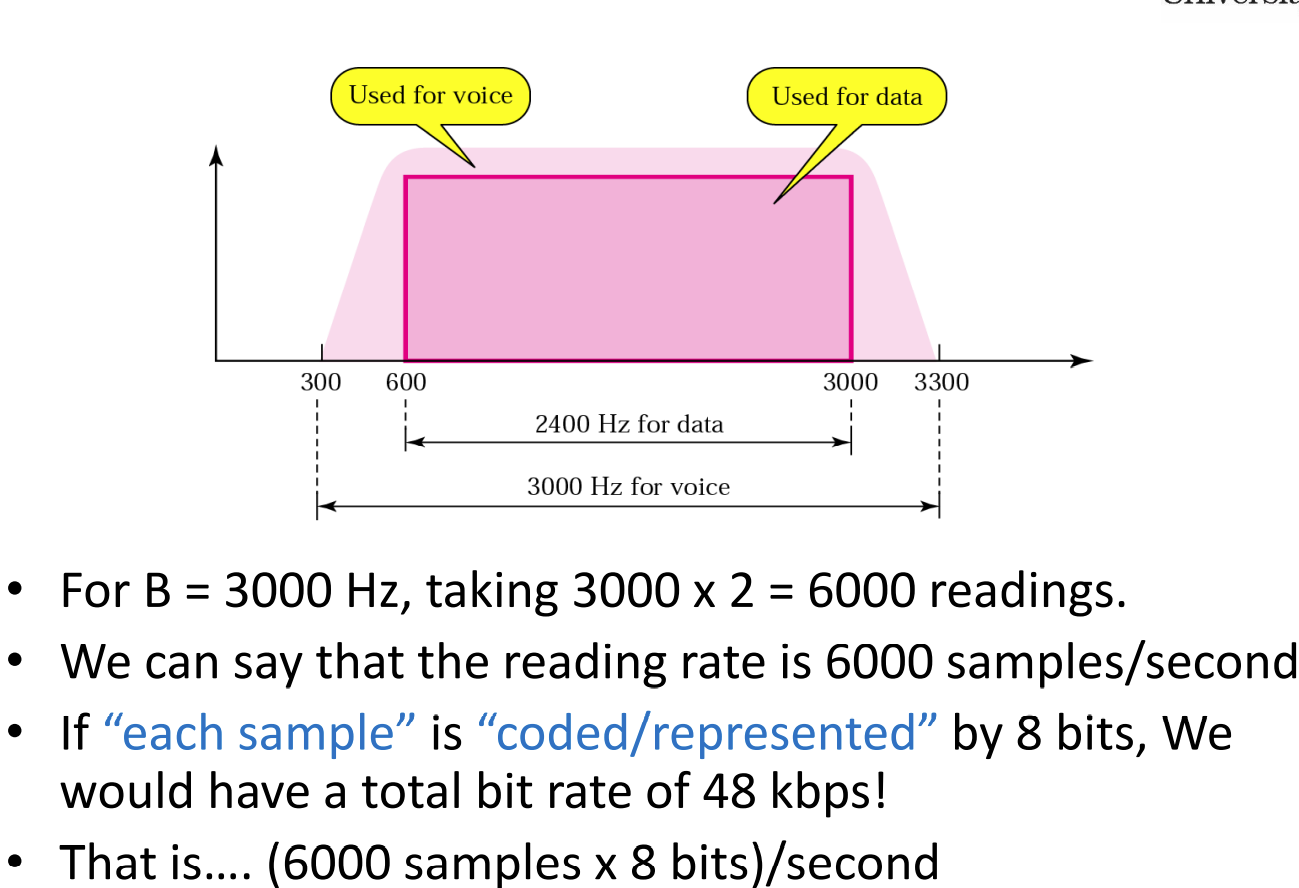 Used for voice
Used for data
300 600 3000 3300
2400 Hz for data
3000 Hz for voice
• For B = 3000 Hz, taking 3000 x 2 = 6000 readings.
• We can say that the reading rate is 6000 samples/second
• If “each sample” is “coded/represented” by 8 bits, We
would have a total bit rate of 48 kbps!
• That is…. (6000 samples x 8 bits)/second